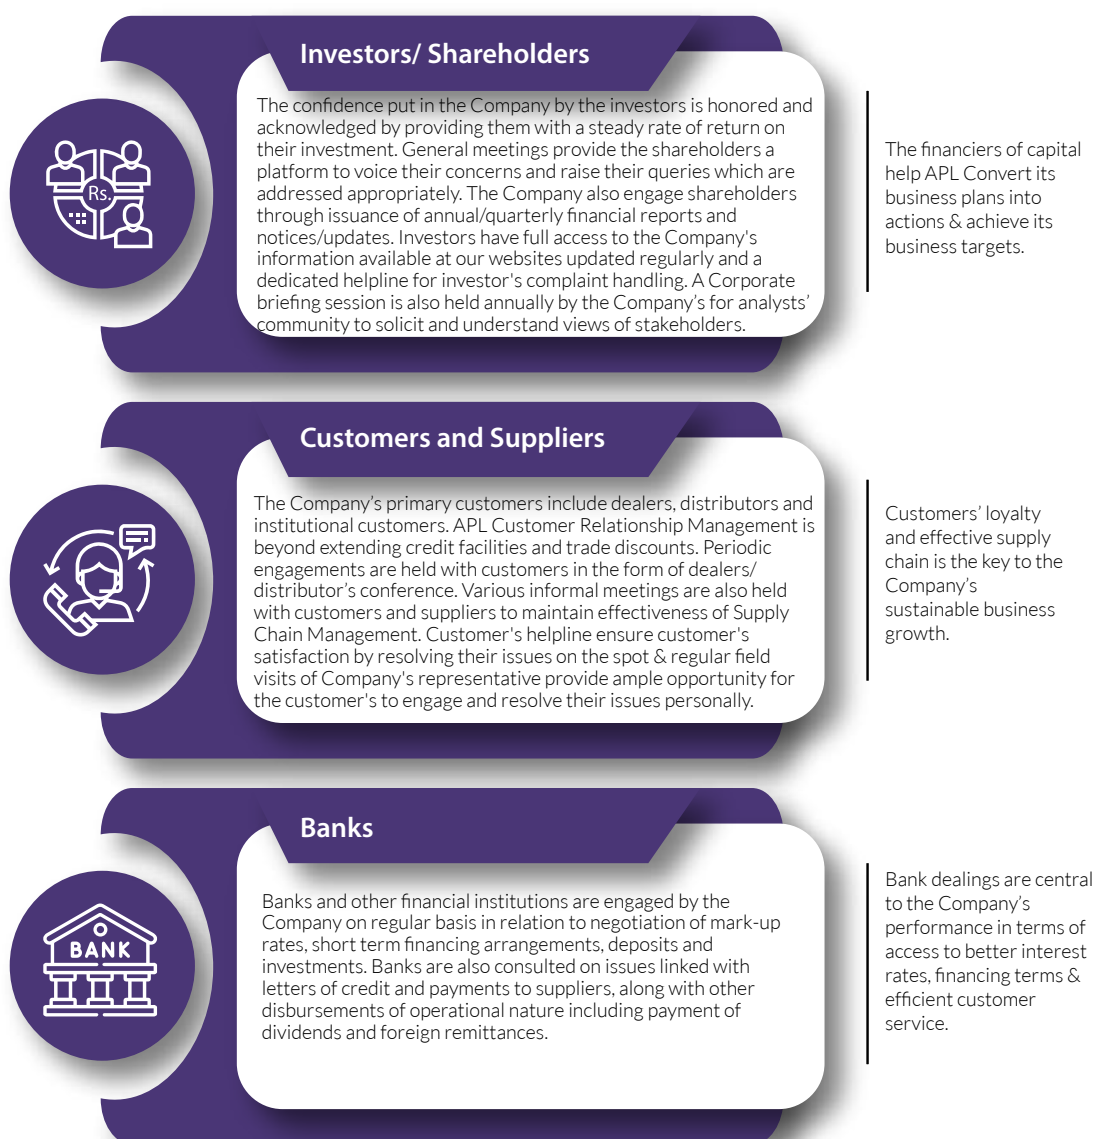 Investors/ Shareholders
The confidence put in the Company by the investors is honored and
acknowledged by providing them with a steady rate of return on
their investment. General meetings provide the shareholders a
platform to voice their concerns and raise their queries which are
addressed appropriately. The Company also engage shareholders
through issuance of annual/quarterly financial reports and
notices/updates. Investors have full access to the Company's
information available at our websites updated regularly and a
dedicated helpline for investor's complaint handling. A Corporate
briefing session is also held annually by the Company’s for analysts’
community to solicit and understand views of stakeholders.
Rs.
The financiers of capital
help APL Convert its
business plans into
actions & achieve its
business targets.
Customers and Suppliers
The Company’s primary customers include dealers, distributors and
institutional customers. APL Customer Relationship Management is
beyond extending credit facilities and trade discounts. Periodic
engagements are held with customers in the form of dealers/
distributor’s conference. Various informal meetings are also held
with customers and suppliers to maintain effectiveness of Supply
Chain Management. Customer's helpline ensure customer's
satisfaction by resolving their issues on the spot & regular field
visits of Company's representative provide ample opportunity for
the customer's to engage and resolve their issues personally.
Customers’ loyalty
and effective supply
chain is the key to the
Company’s
sustainable business
growth.
Banks
BANK
Banks and other financial institutions are engaged by the
Company on regular basis in relation to negotiation of mark-up
rates, short term financing arrangements, deposits and
investments. Banks are also consulted on issues linked with
letters of credit and payments to suppliers, along with other
disbursements of operational nature including payment of
dividends and foreign remittances.
Bank dealings are central
to the Company’s
performance in terms of
access to better interest
rates, financing terms &
efficient customer
service.